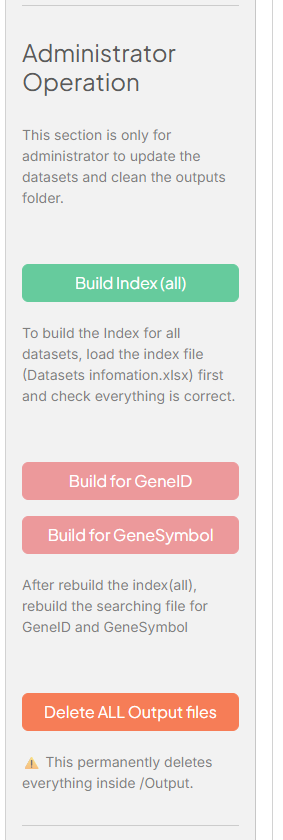 Administrator
Operation
This section is only for
administrator to update the
datasets and clean the outputs
folder.
Build Index (all)
To build the Index for all
datasets, load the index file
(Datasets infomation.xlsx) first
and check everything is correct.
Build for GeneID
Build for GeneSymbol
After rebuild the index(all),
rebuild the searching file for
GeneID and GeneSymbol
Delete ALL Output files
⚠️ This permanently deletes
everything inside /Output.